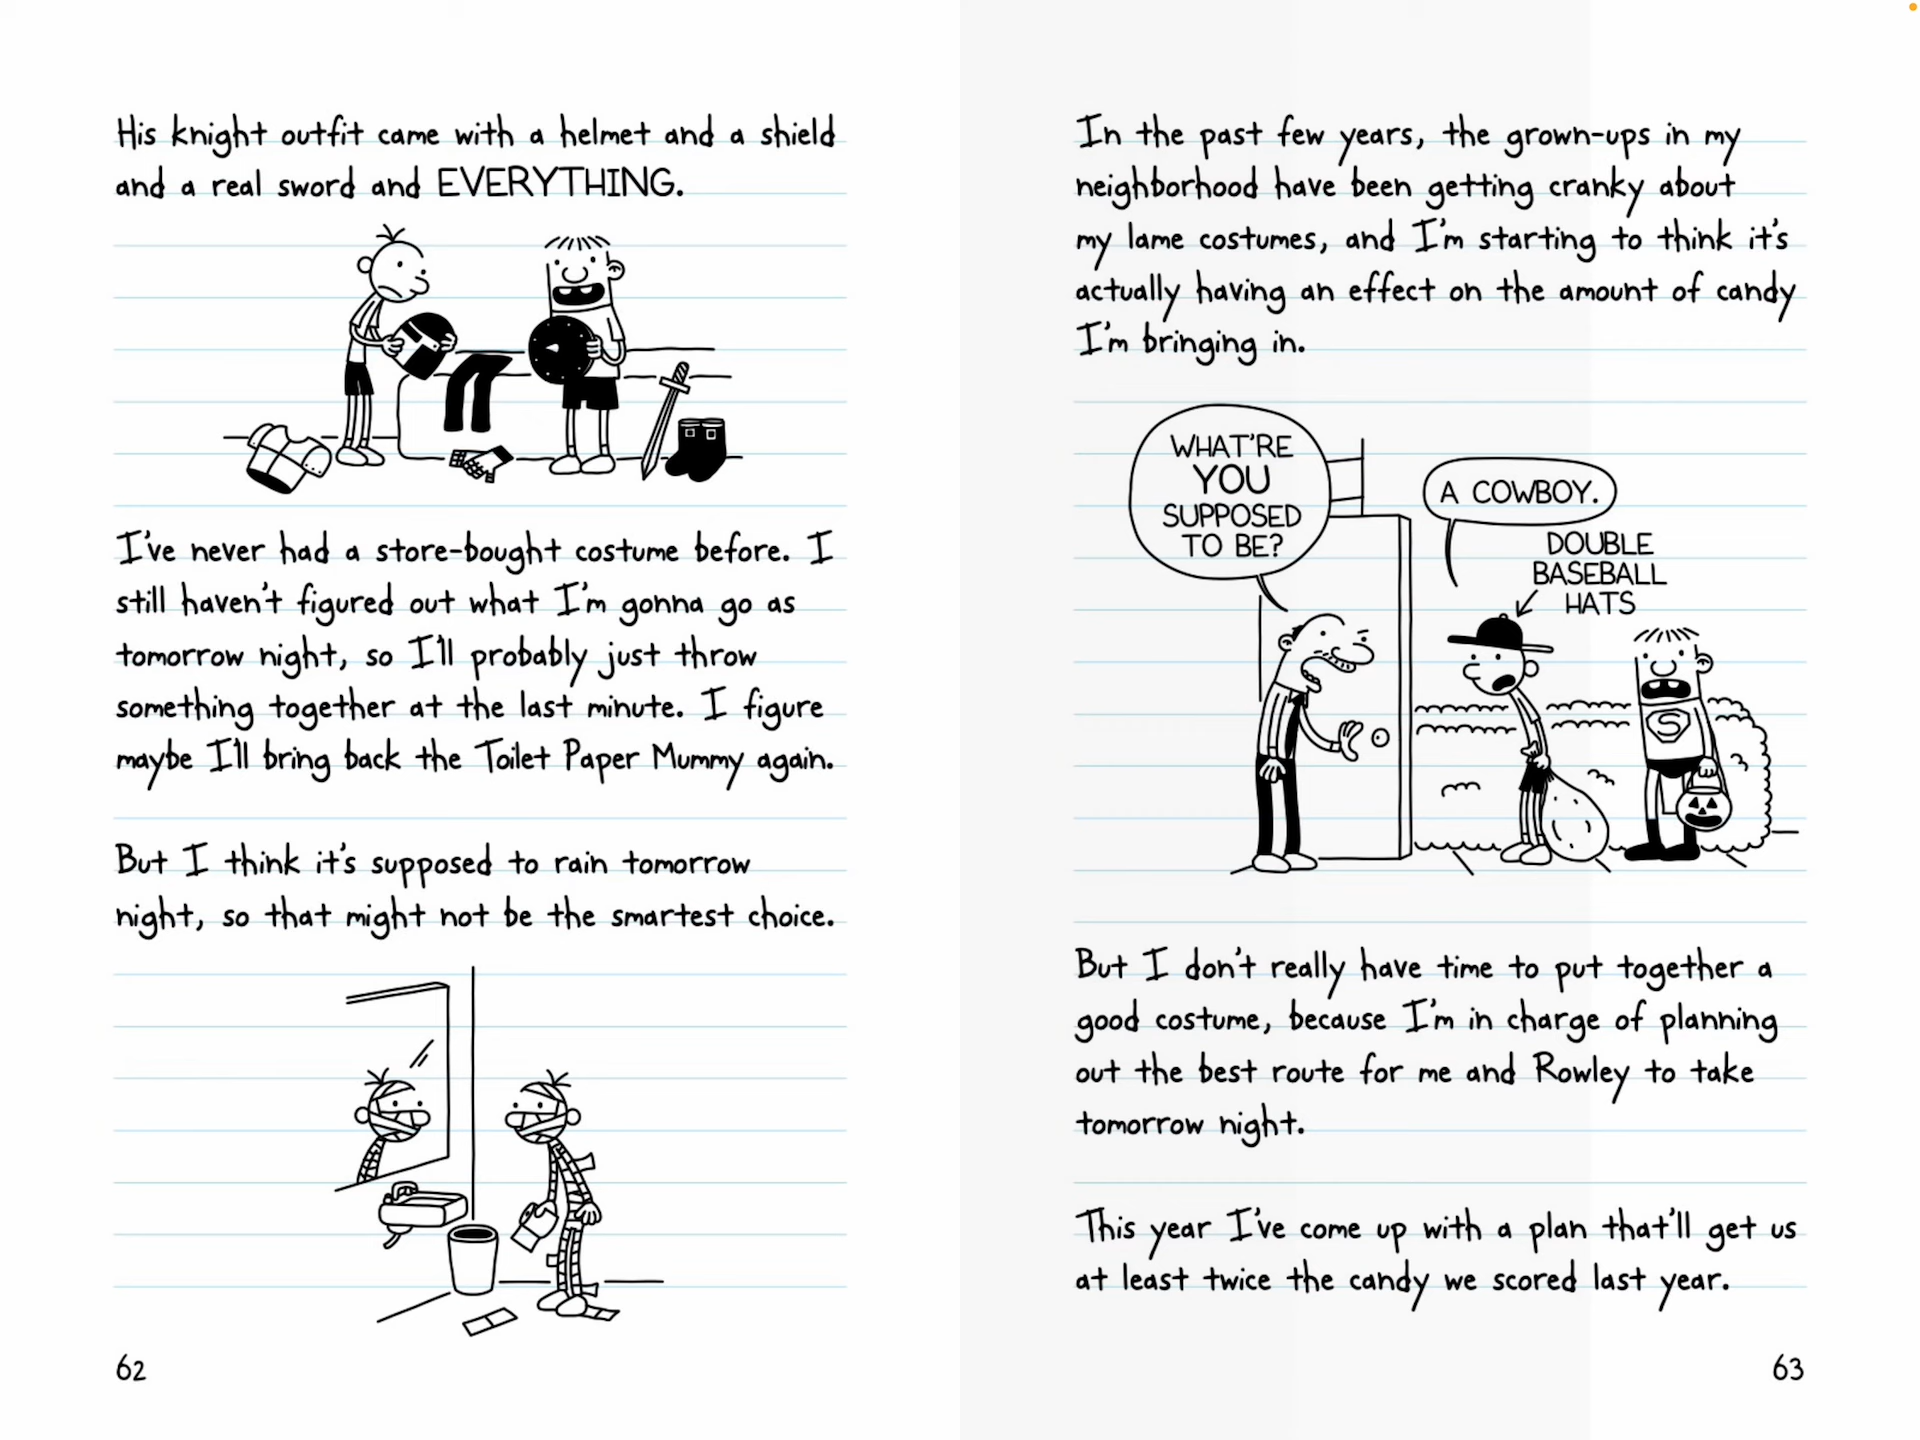 His knight outfit came with a helmet and a shield
and a real sword and EVERYTHING.
I've never had a store-bought costume before. I
still haven't figured out what I'm gonna go as
tomorrow night, so I'll probably just throw
something together at the last minute. I figure
maybe I'll bring back the Toilet Paper Mummy again.
But I think it's supposed to rain tomorrow
night, so that might not be the smartest choice.
62
In the past few years, the grown-ups in my
neighborhood have been getting cranky about
my lame costumes, and I'm starting to think it's
actually having an effect on the amount of candy
I'm bringing in.
WHAT'RE
YOU
SUPPOSED
TO BE?
A COWBOY.
DOUBLE
BASEBALL
HATS
S
But I don't really have time to put together a
good costume, because I'm in charge of planning
out the best route for me and Rowley to take
tomorrow night.
This year I've come up with a plan that'll get us
at least twice the candy we scored last year.
63